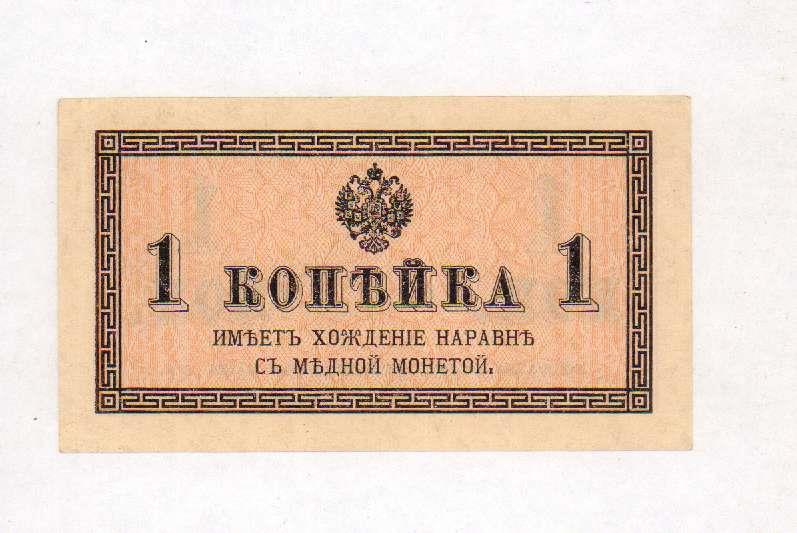 1 КОПѢЙКА 1
ИМѢЕТЪ ХОЖДЕНІЕ НАРАВНѢ
СЪ МѢДНОЙ МОНЕТОЙ.